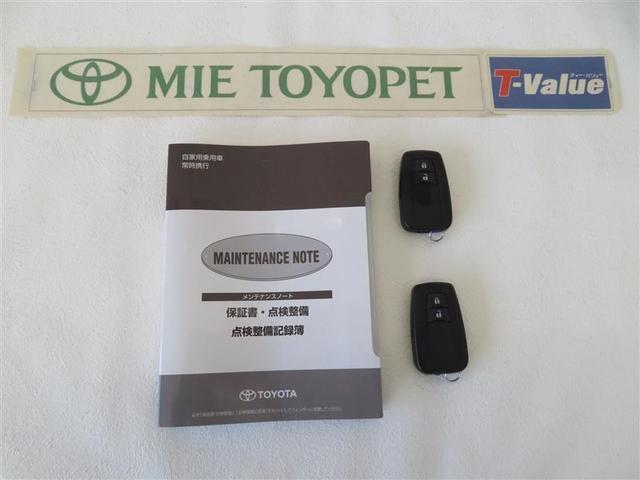 MIE TOYOPET
T-Value
ティー・バリュー
自家用乗用車
常時携行
MAINTENANCE NOTE
メンテナンスノート
保証書・点検整備
点検整備記録簿
TOYOTA